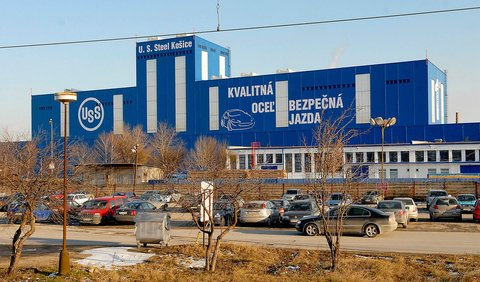 U. S. Steel Košice
USS
KVALITNÁ
OCEĽ
BEZPEČNÁ
JAZDA